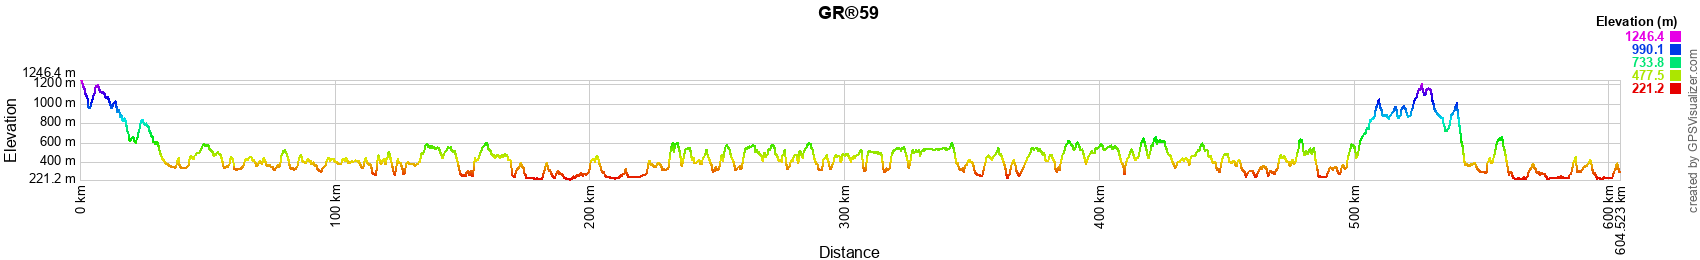 GR®59
Elevation (m)
1246.4
990.1
733.8
477.5
221.2
Elevation
1246.4 m
1200 m
1000 m
800 m
600 m
400 m
221.2 m
0 km
100 km
200 km
300 km
400 km
500 km
600 km
604.523 km
Distance
created by GPSVisualizer.com